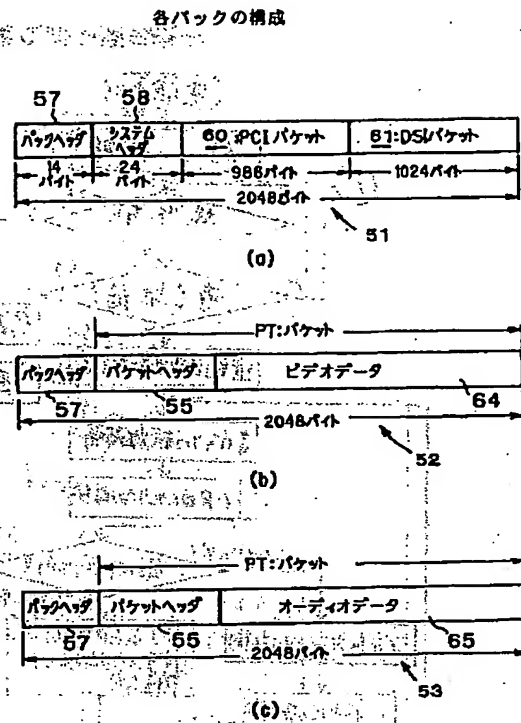 各パックの構成
57 58
パックヘッダ システムヘッダ 60:PCIパケット 61:DSIパケット
14バイト 24バイト 986バイト 1024バイト
2048バイト
51
(a)
PT:パケット
パックヘッダ パケットヘッダ ビデオデータ
57 55 64
2048バイト
52
(b)
PT:パケット
パックヘッダ パケットヘッダ オーディオデータ
57 55 65
2048バイト
53
(c)